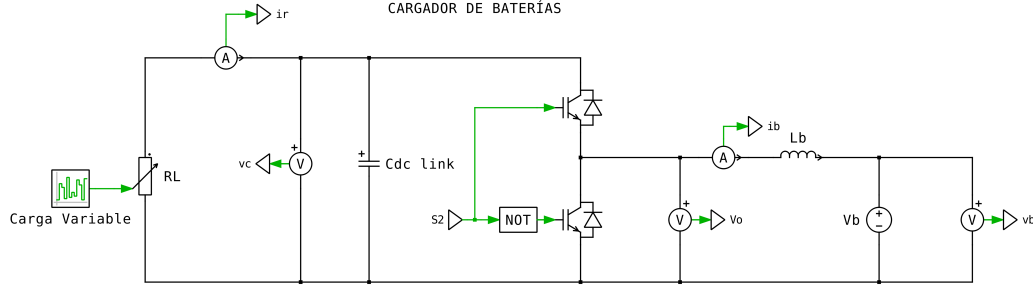 CARGADOR DE BATERÍAS
ir
A
ib
A
Lb
vc
V
Cdc link
RL
Carga Variable
S2
NOT
V
Vo
Vb
V
vb